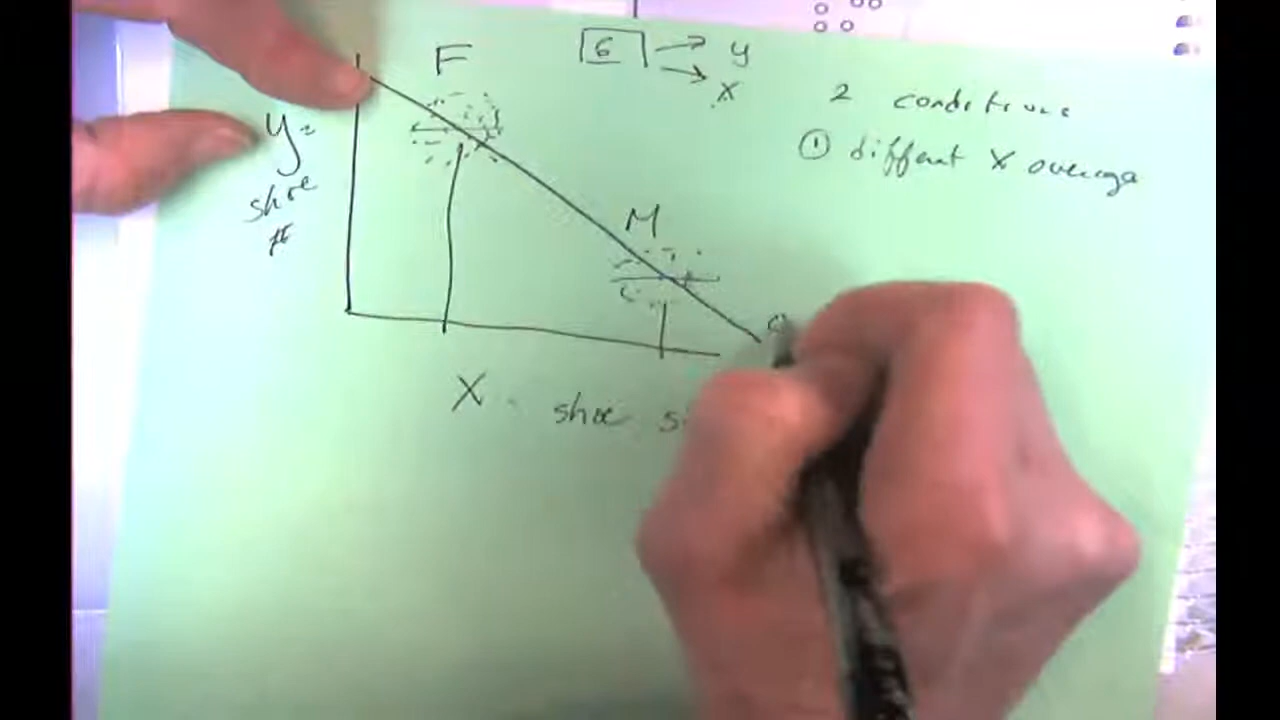 F
6 y
x
2 conditions
① different X average
y =
shoe
#
M
X - shoe